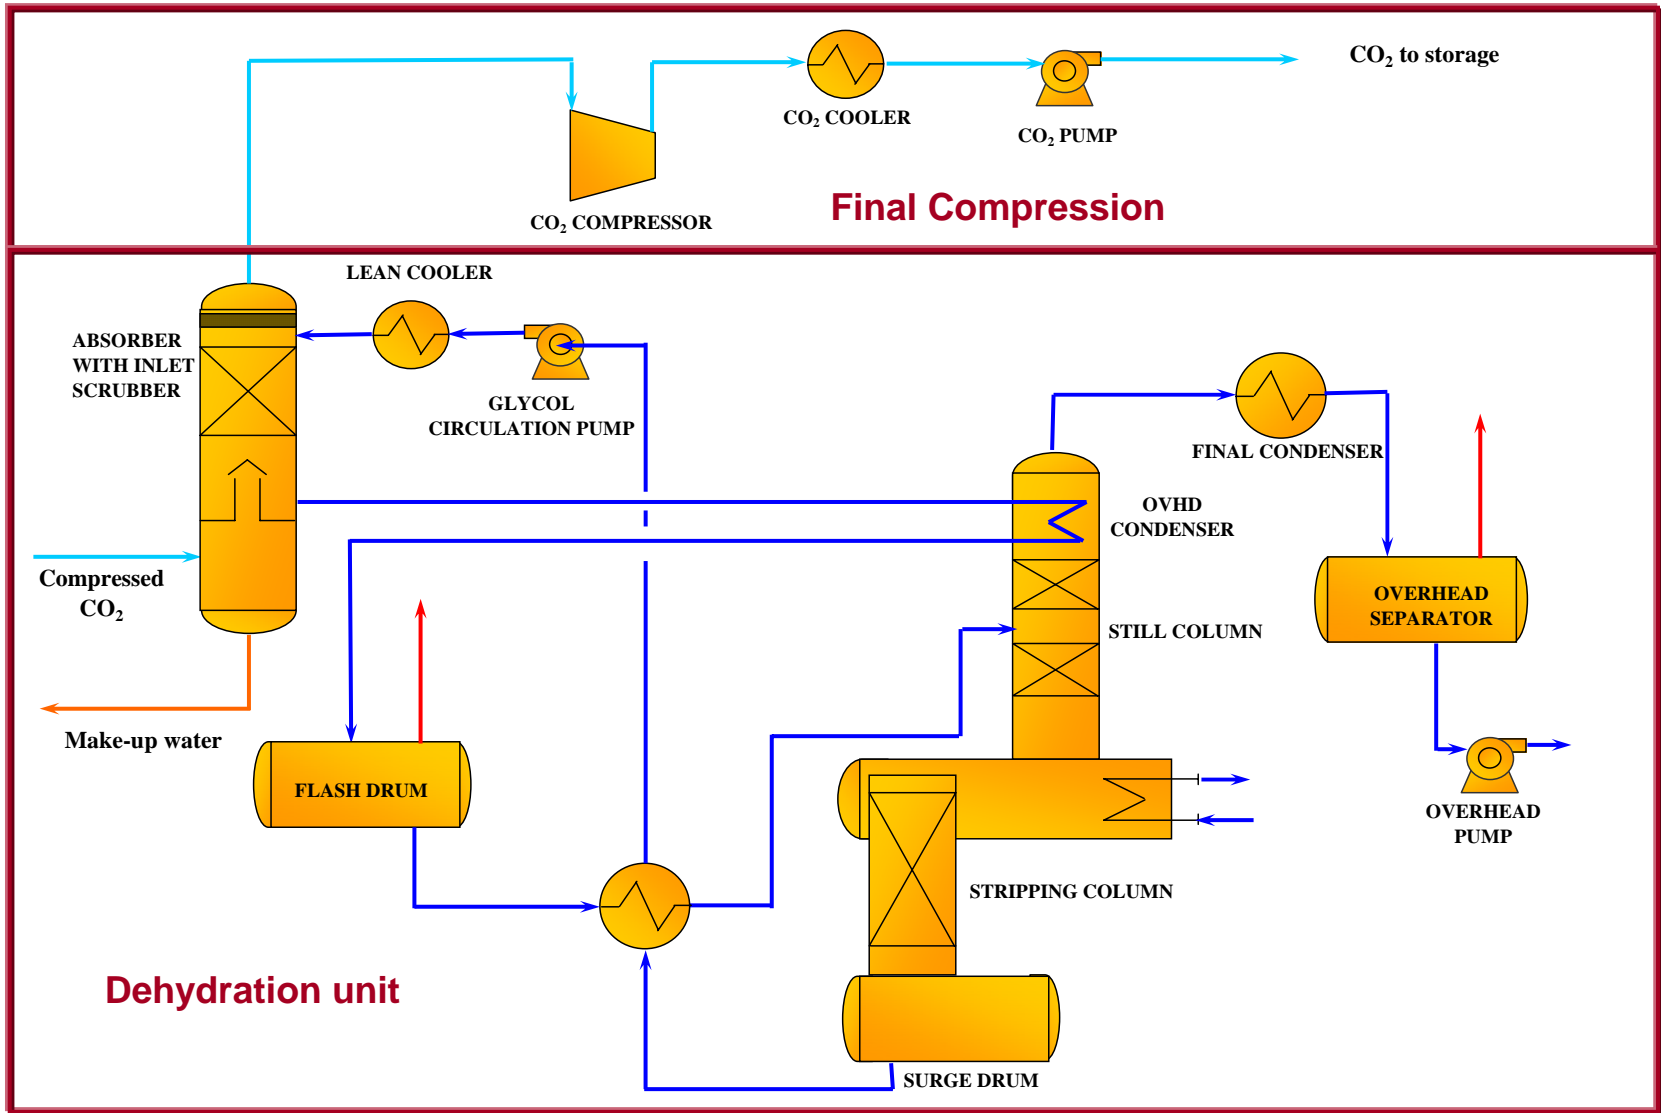 CO₂ to storage
CO₂ COOLER
CO₂ PUMP
Final Compression
CO₂ COMPRESSOR
LEAN COOLER
ABSORBER
WITH INLET
SCRUBBER
GLYCOL
CIRCULATION PUMP
FINAL CONDENSER
OVHD
CONDENSER
Compressed
CO₂
OVERHEAD
SEPARATOR
STILL COLUMN
Make-up water
FLASH DRUM
OVERHEAD
PUMP
STRIPPING COLUMN
Dehydration unit
SURGE DRUM